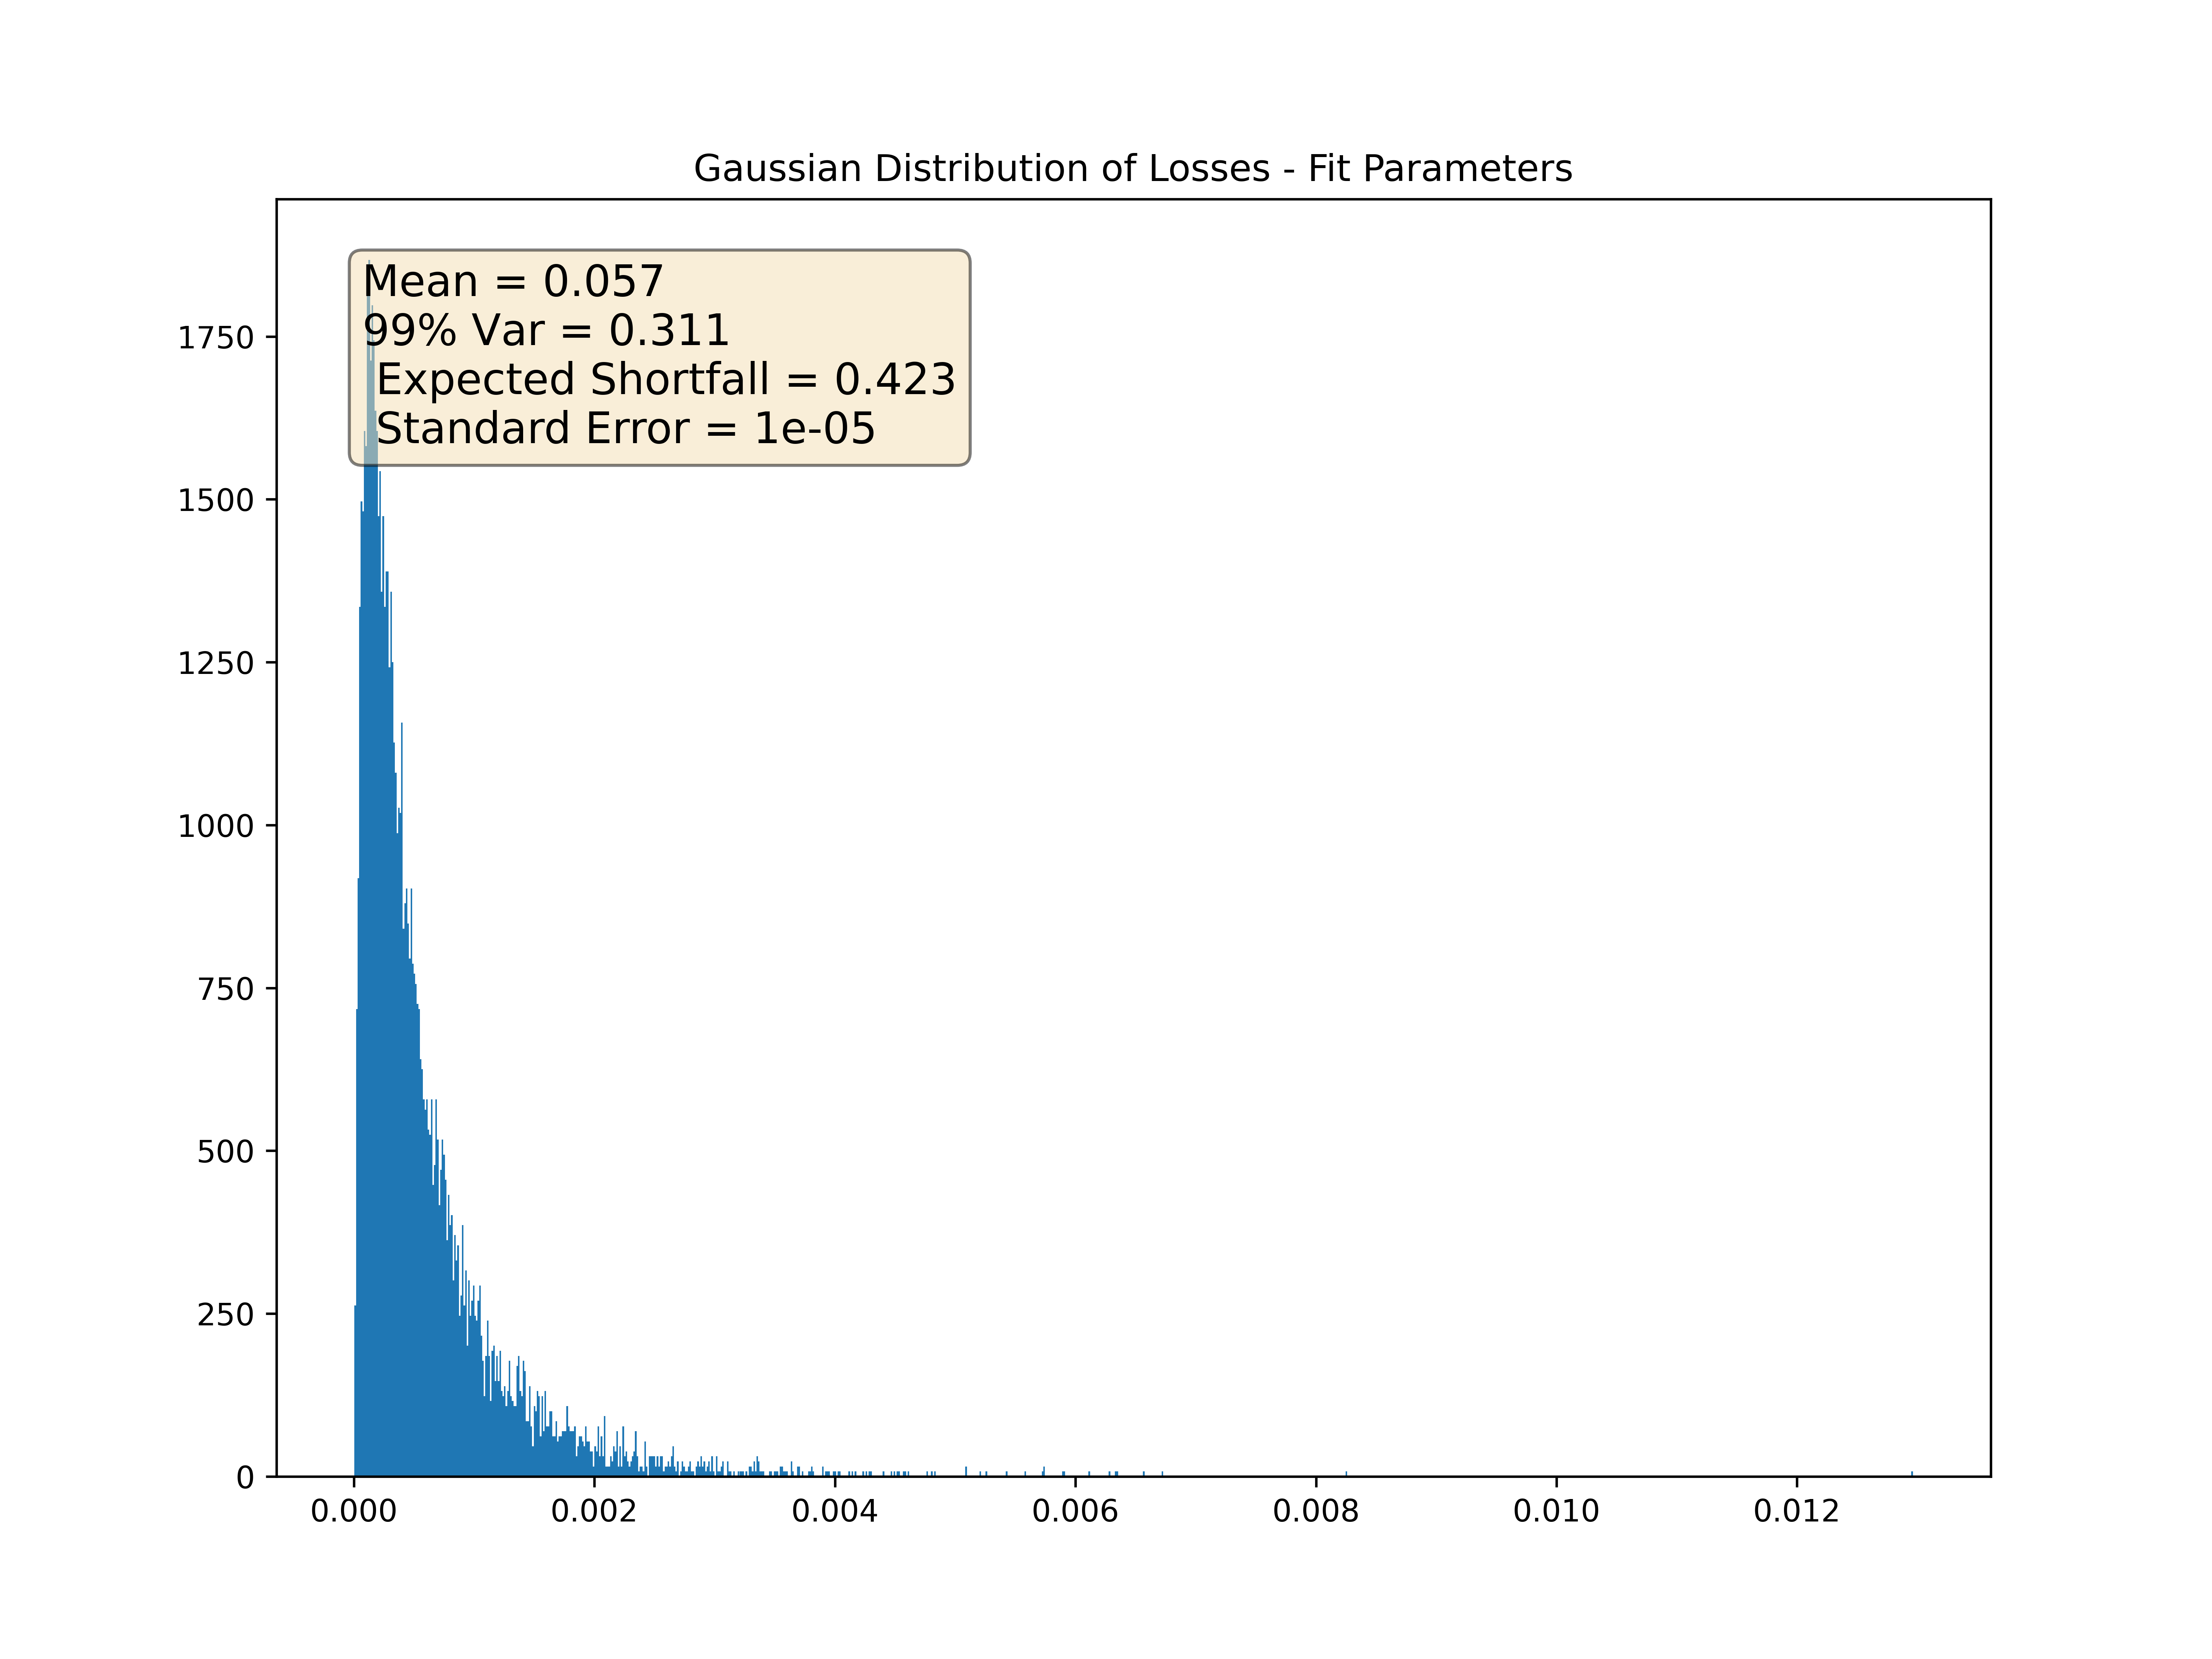 Gaussian Distribution of Losses - Fit Parameters
Mean = 0.057
99% Var = 0.311
Expected Shortfall = 0.423
Standard Error = 1e-05
1750
1500
1250
1000
750
500
250
0
0.000 0.002 0.004 0.006 0.008 0.010 0.012